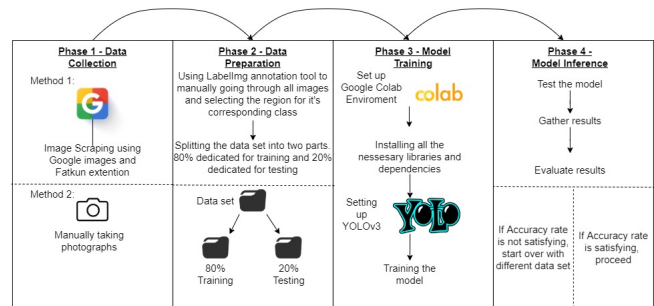 Phase 1 - Data
Collection
Method 1:
G
Image Scraping using
Google images and
Fatkun extention
Method 2:
Manually taking
photographs
Phase 2 - Data
Preparation
Using LabelImg annotation tool to
manually going through all images
and selecting the region for it's
corresponding class
Splitting the data set into two parts.
80% dedicated for training and 20%
dedicated for testing
Data set
80%
Training
20%
Testing
Phase 3 - Model
Training
Set up
Google Colab
Enviroment
colab
Installing all the
nessesary libraries and
dependencies
Setting
up
YOLOv3
YOLO
Training the
model
Phase 4 -
Model Inference
Test the model
Gather results
Evaluate results
If Accuracy rate
is not satisfying,
start over with
different data set
If Accuracy rate
is satisfying,
proceed